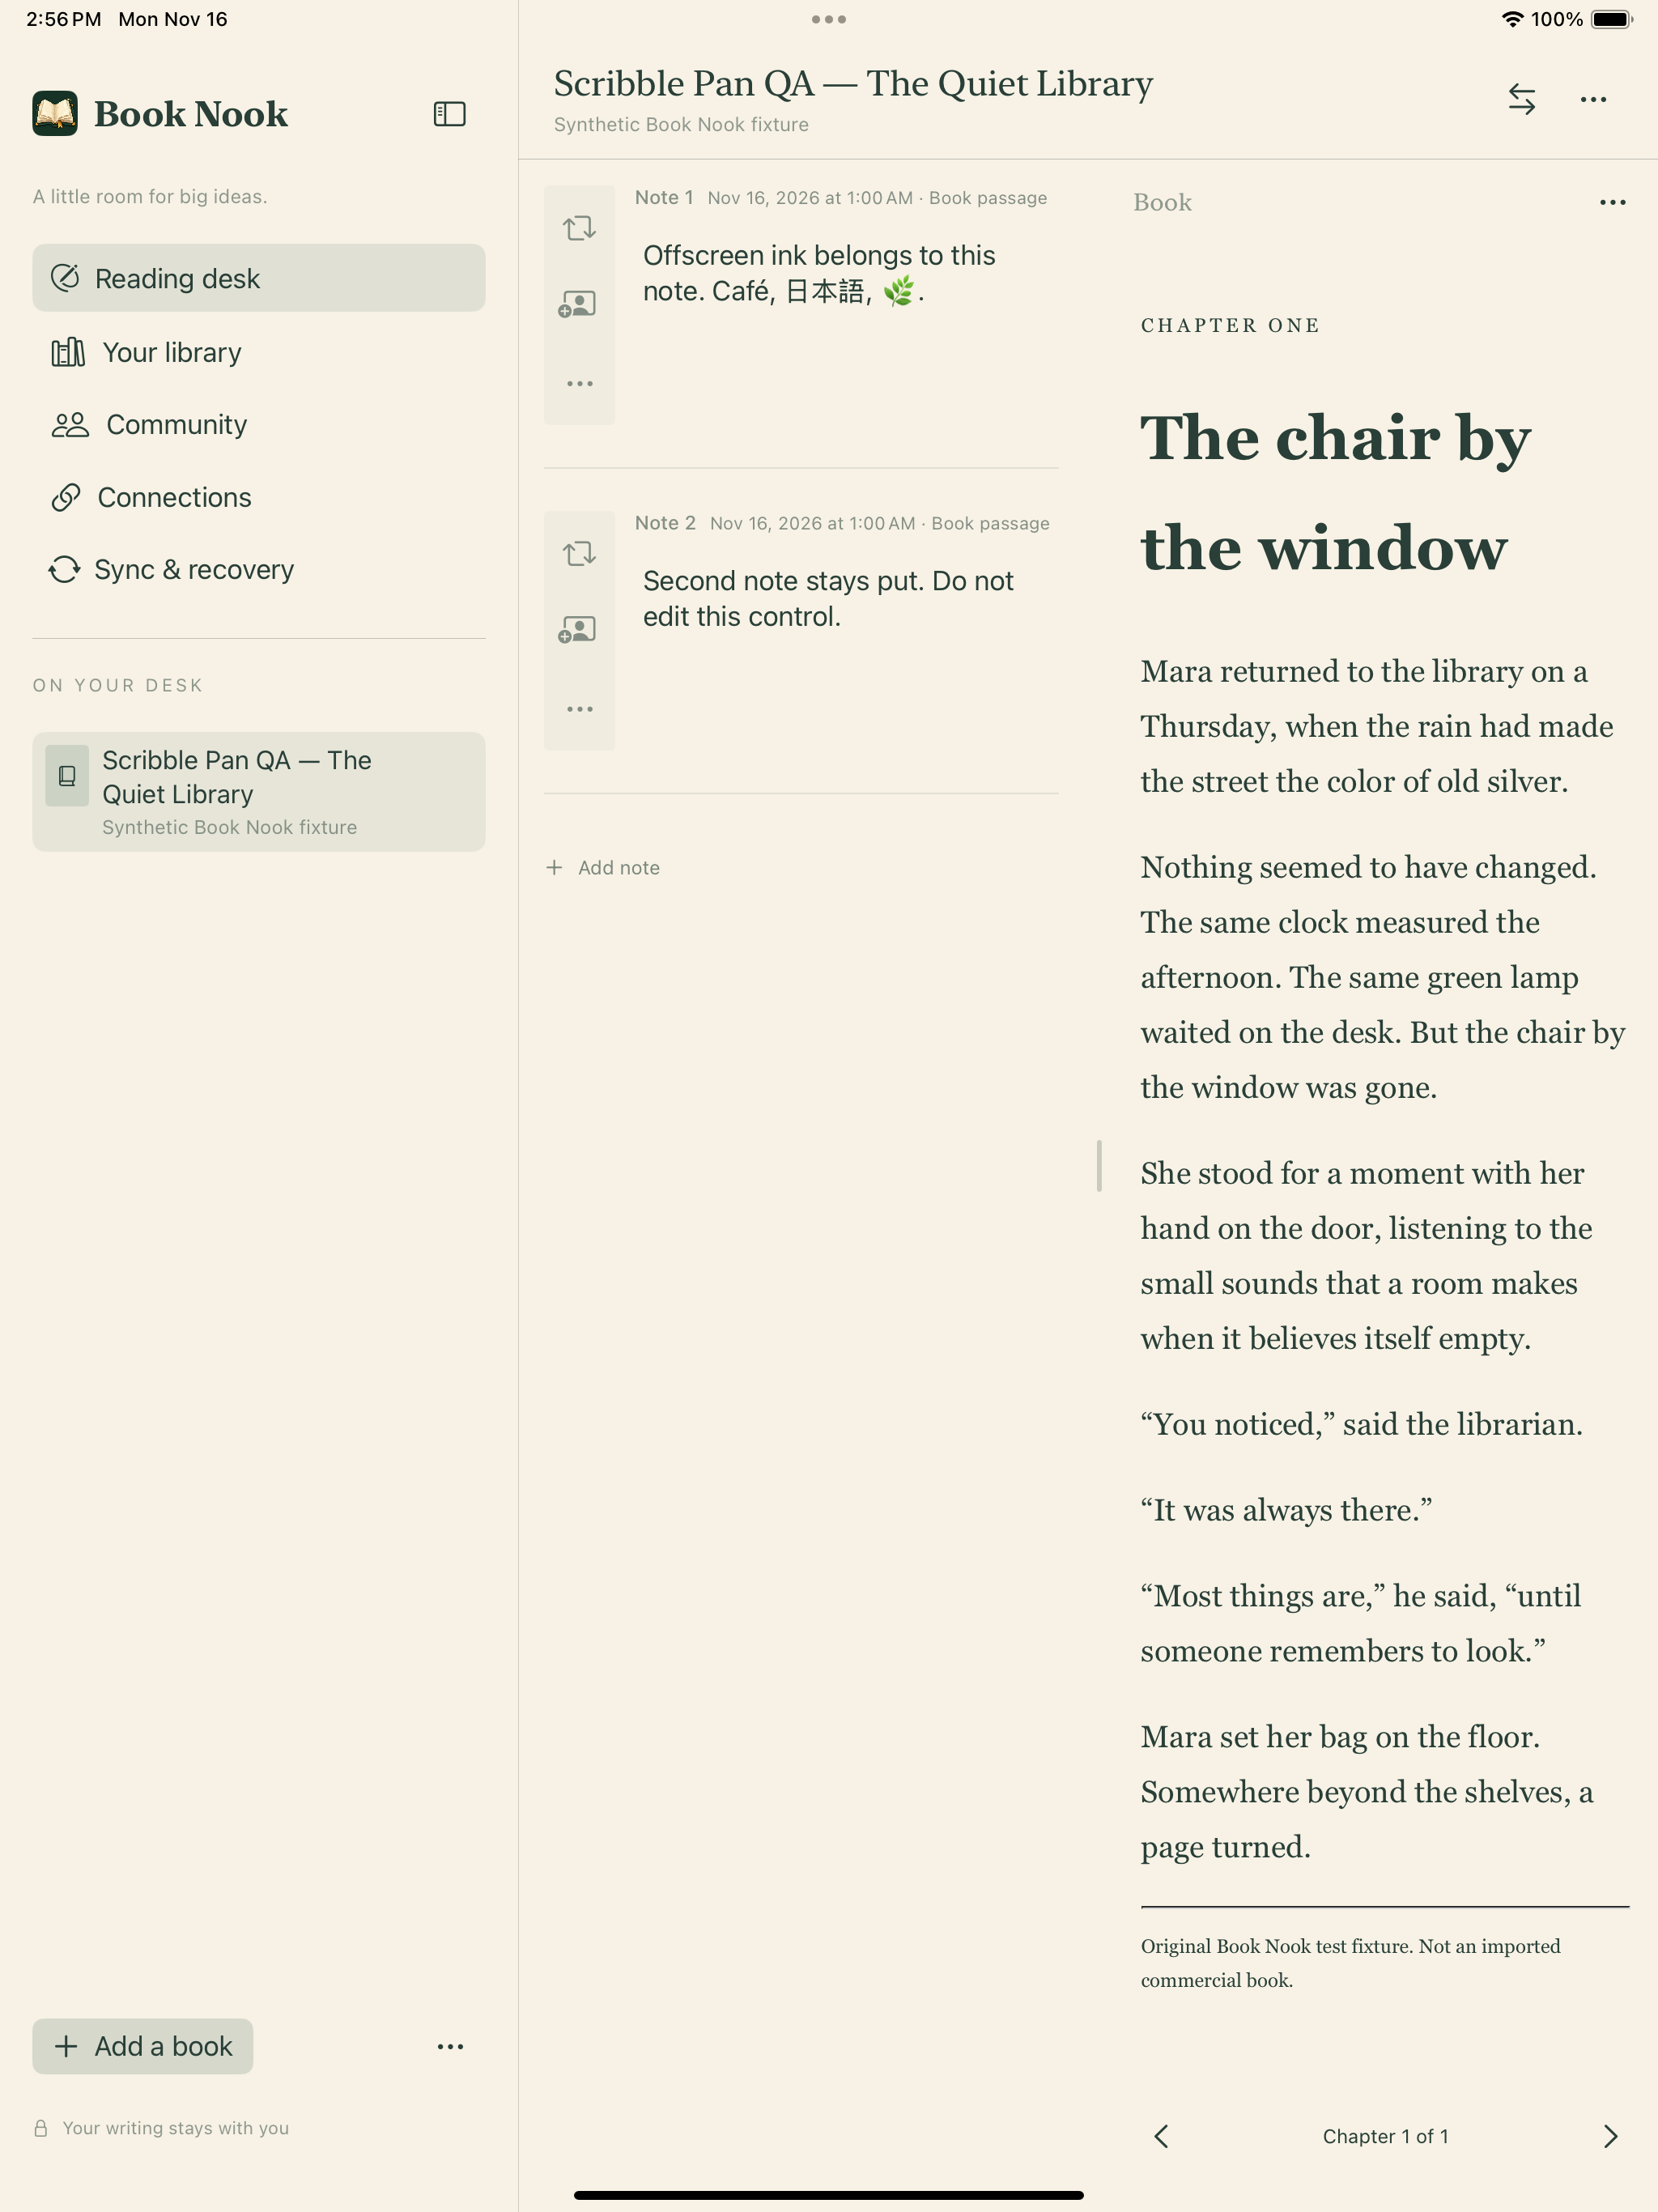 2:56 PM Mon Nov 16
100%
Book Nook
A little room for big ideas.
Reading desk
Your library
Community
Connections
Sync & recovery
ON YOUR DESK
Scribble Pan QA — The
Quiet Library
Synthetic Book Nook fixture
+ Add a book
Your writing stays with you
Scribble Pan QA — The Quiet Library
Synthetic Book Nook fixture
Note 1 Nov 16, 2026 at 1:00 AM · Book passage
Offscreen ink belongs to this
note. Café, 日本語, 🌿.
Note 2 Nov 16, 2026 at 1:00 AM · Book passage
Second note stays put. Do not
edit this control.
+ Add note
Book
CHAPTER ONE
The chair by
the window
Mara returned to the library on a
Thursday, when the rain had made
the street the color of old silver.
Nothing seemed to have changed.
The same clock measured the
afternoon. The same green lamp
waited on the desk. But the chair by
the window was gone.
She stood for a moment with her
hand on the door, listening to the
small sounds that a room makes
when it believes itself empty.
“You noticed,” said the librarian.
“It was always there.”
“Most things are,” he said, “until
someone remembers to look.”
Mara set her bag on the floor.
Somewhere beyond the shelves, a
page turned.
Original Book Nook test fixture. Not an imported
commercial book.
Chapter 1 of 1